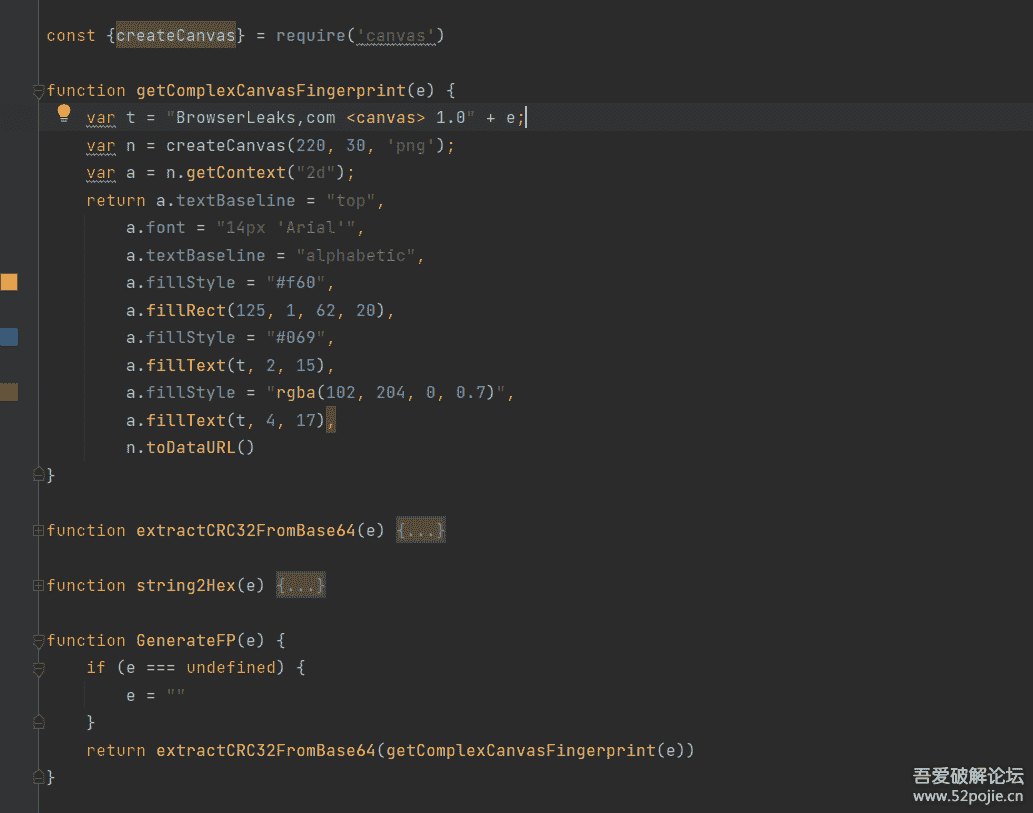 const {createCanvas} = require('canvas')
function getComplexCanvasFingerprint(e) {
var t = "BrowserLeaks,com <canvas> 1.0" + e;
var n = createCanvas(220, 30, 'png');
var a = n.getContext("2d");
return a.textBaseline = "top",
a.font = "14px 'Arial'",
a.textBaseline = "alphabetic",
a.fillStyle = "#f60",
a.fillRect(125, 1, 62, 20),
a.fillStyle = "#069",
a.fillText(t, 2, 15),
a.fillStyle = "rgba(102, 204, 0, 0.7)",
a.fillText(t, 4, 17),
n.toDataURL()
}
function extractCRC32FromBase64(e) {...}
function string2Hex(e) {...}
function GenerateFP(e) {
if (e === undefined) {
e = ""
}
return extractCRC32FromBase64(getComplexCanvasFingerprint(e))
}
吾爱破解论坛
www.52pojie.cn